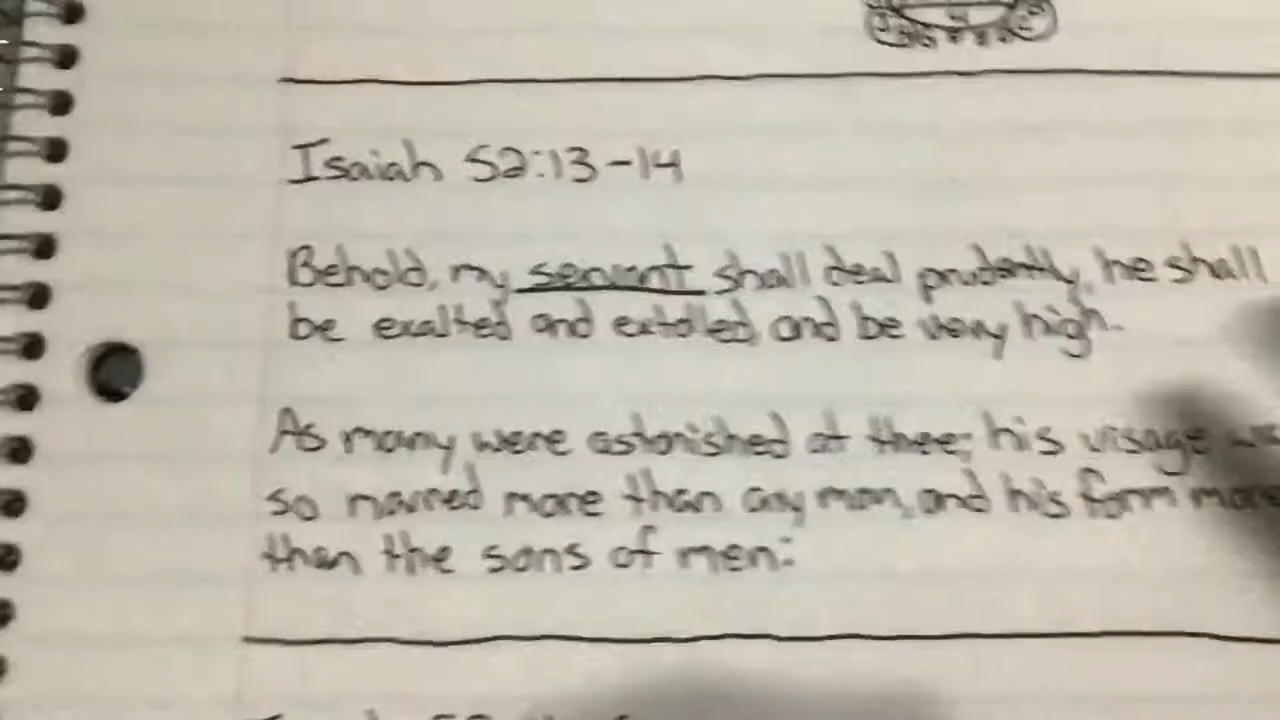 Isaiah 52:13-14
Behold, my servant shall deal prudently, he shall
be exalted and extolled, and be very high.
As many were astonished at thee; his visage was
so marred more than any man, and his form more
than the sons of men: